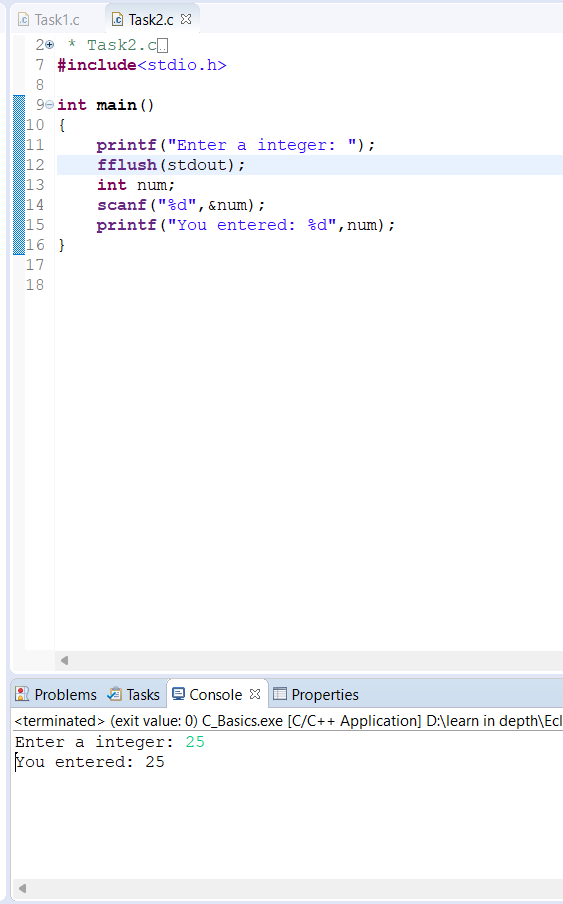 Task1.c Task2.c
2 * Task2.c
7 #include<stdio.h>
8
9 int main()
10 {
11 printf("Enter a integer: ");
12 fflush(stdout);
13 int num;
14 scanf("%d",&num);
15 printf("You entered: %d",num);
16 }
17
18
Problems Tasks Console Properties
<terminated> (exit value: 0) C_Basics.exe [C/C++ Application] D:\learn in depth\Ecl
Enter a integer: 25
You entered: 25